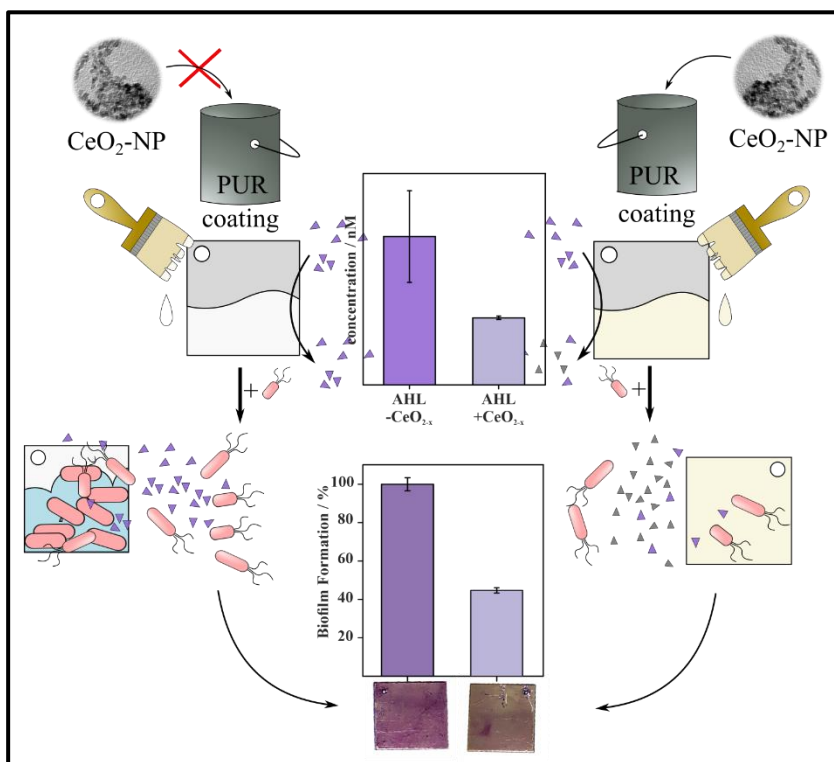 CeO₂-NP
PUR
coating
CeO₂-NP
PUR
coating
concentration / nM
AHL
-CeO₂₋ₓ
AHL
+CeO₂₋ₓ
+
+
Biofilm Formation / %
100
80
60
40
20